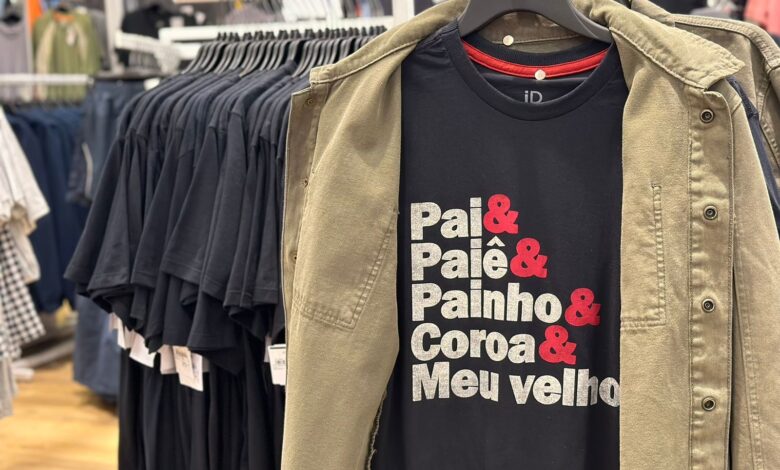 iD
Pai&
Paiê&
Painho&
Coroa&
Meu velho